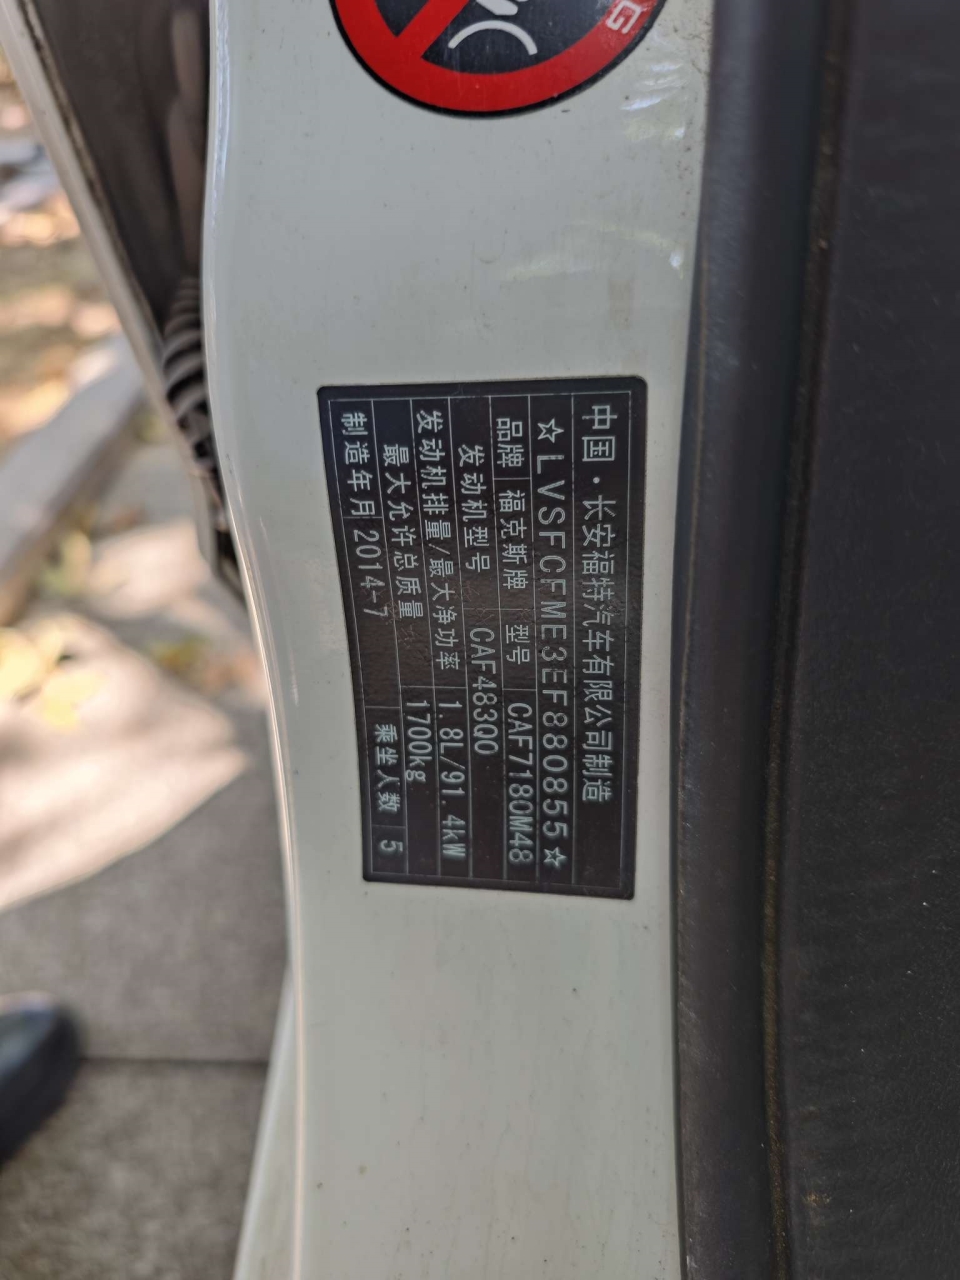 G
中国·长安福特汽车有限公司制造
☆LVSFCFME3EF880855☆
品牌 福克斯牌 型号 CAF7180M48
发动机型号 CAF483Q0
发动机排量/最大净功率 1.8L/91.4kW
最大允许总质量 1700kg
制造年月 2014-7 乘坐人数 5